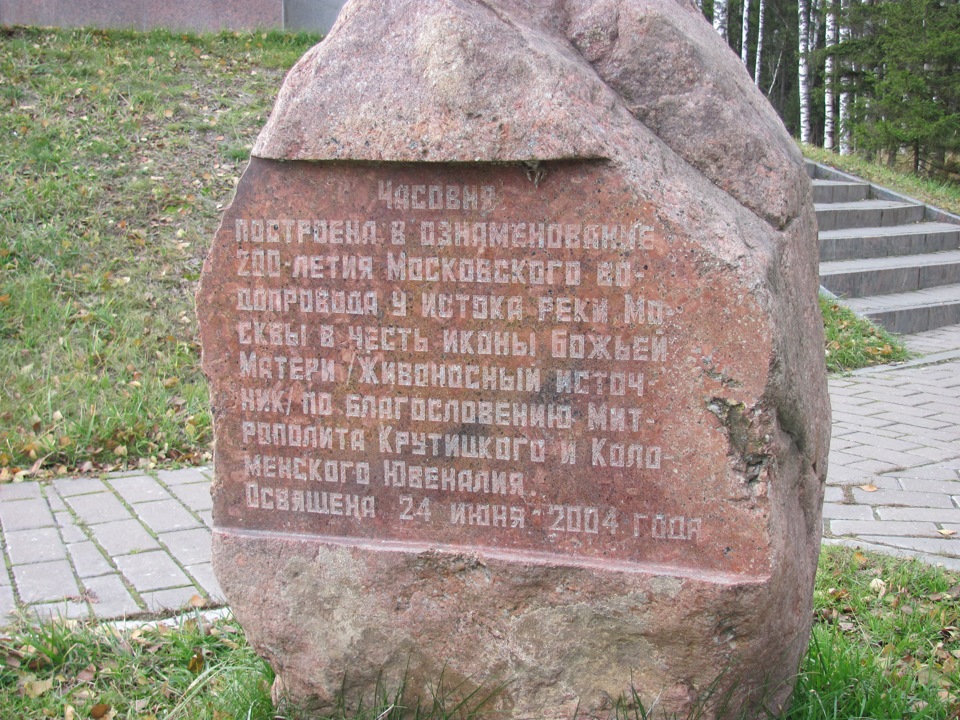 Часовня
построена в ознаменование
200-летия Московского во-
допровода у истока реки Мо-
сквы в честь иконы Божьей
Матери /Живоносный источ-
ник/ по благословению мит-
рополита Крутицкого и Коло-
менского Ювеналия.
Освящена 24 июня 2004 года